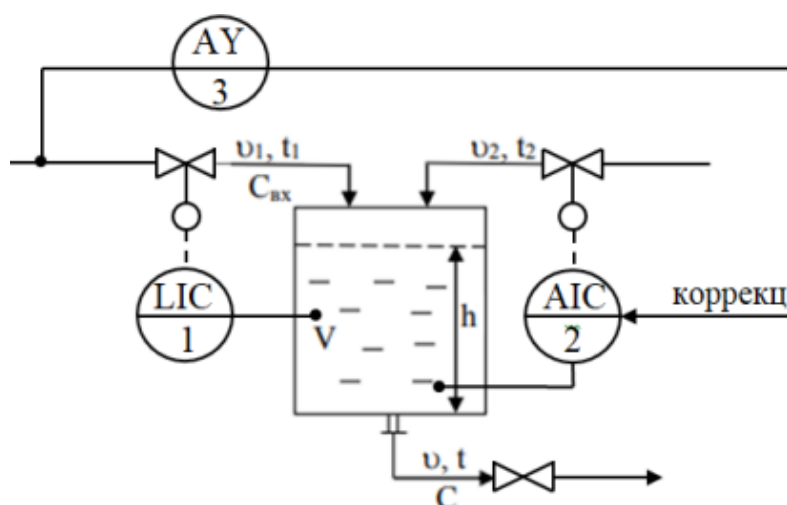 AY
3
υ1, t1
υ2, t2
Cвх
LIC
1
V
h
AIC
2
коррекц
υ, t
C